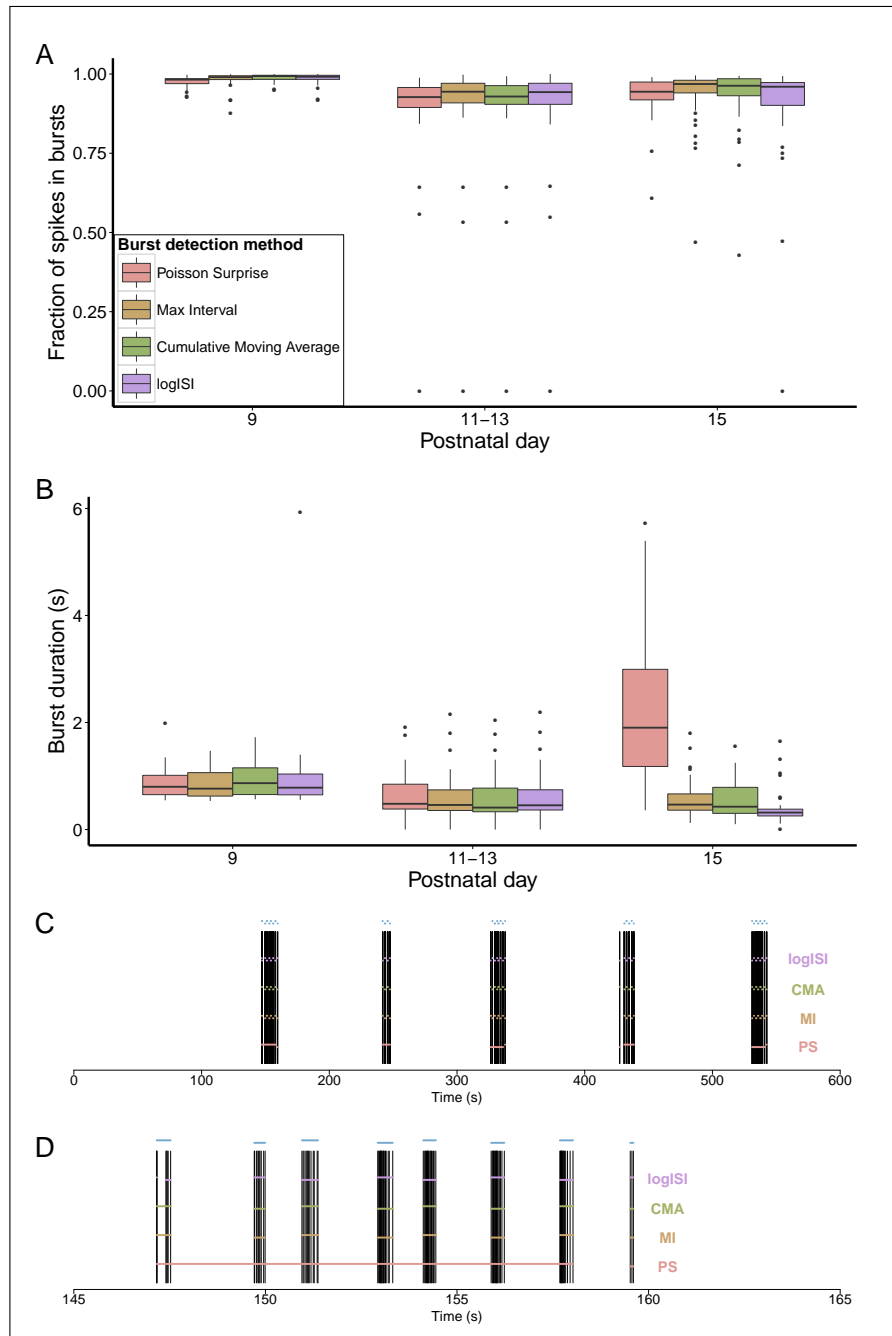 A
1.00
0.75
0.50
0.25
0.00
Fraction of spikes in bursts
Burst detection method
Poisson Surprise
Max Interval
Cumulative Moving Average
logISI
9
11–13
15
Postnatal day
B
6
4
2
0
Burst duration (s)
9
11–13
15
Postnatal day
C
logISI
CMA
MI
PS
0
100
200
300
400
500
600
Time (s)
D
logISI
CMA
MI
PS
145
150
155
160
165
Time (s)